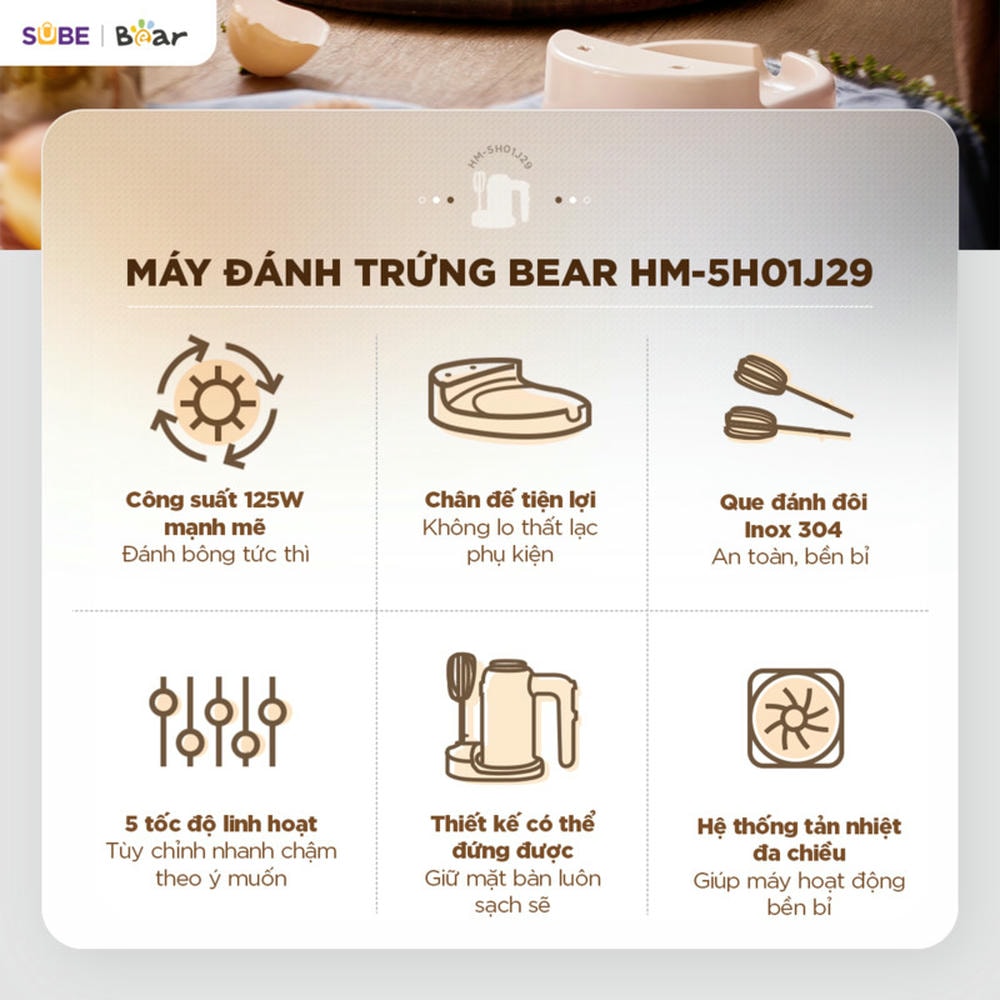 SUBE | Bear
HM-5H01J29
MÁY ĐÁNH TRỨNG BEAR HM-5H01J29
Công suất 125W
mạnh mẽ
Đánh bông tức thì
Chân đế tiện lợi
Không lo thất lạc
phụ kiện
Que đánh đôi
Inox 304
An toàn, bền bỉ
5 tốc độ linh hoạt
Tùy chỉnh nhanh chậm
theo ý muốn
Thiết kế có thể
đứng được
Giữ mặt bàn luôn
sạch sẽ
Hệ thống tản nhiệt
đa chiều
Giúp máy hoạt động
bền bỉ